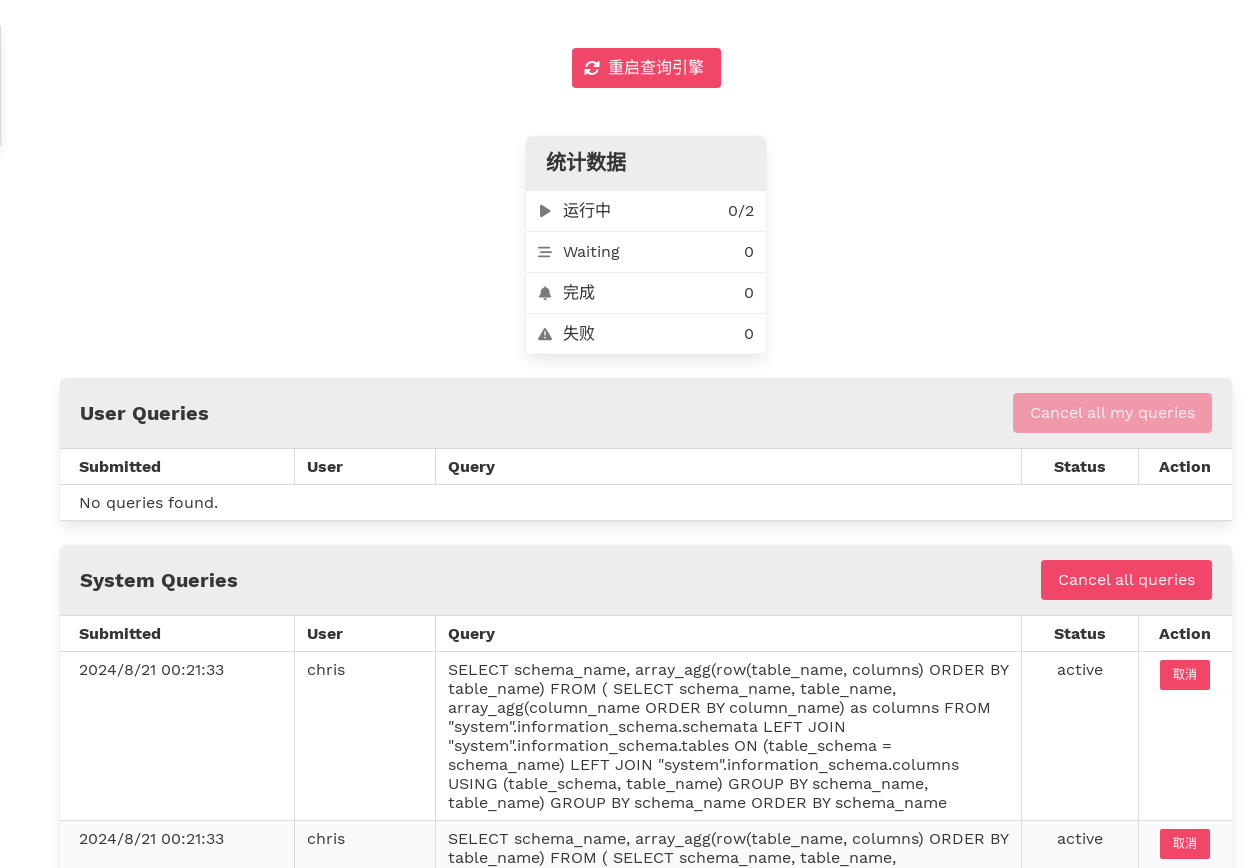 重启查询引擎
统计数据
运行中 0/2
Waiting 0
完成 0
失败 0
User Queries Cancel all my queries
Submitted User Query Status Action
No queries found.
System Queries Cancel all queries
Submitted User Query Status Action
2024/8/21 00:21:33 chris SELECT schema_name, array_agg(row(table_name, columns) ORDER BY active 取消
table_name) FROM ( SELECT schema_name, table_name,
array_agg(column_name ORDER BY column_name) as columns FROM
"system".information_schema.schemata LEFT JOIN
"system".information_schema.tables ON (table_schema =
schema_name) LEFT JOIN "system".information_schema.columns
USING (table_schema, table_name) GROUP BY schema_name,
table_name) GROUP BY schema_name ORDER BY schema_name
2024/8/21 00:21:33 chris SELECT schema_name, array_agg(row(table_name, columns) ORDER BY active 取消
table_name) FROM ( SELECT schema_name, table_name,